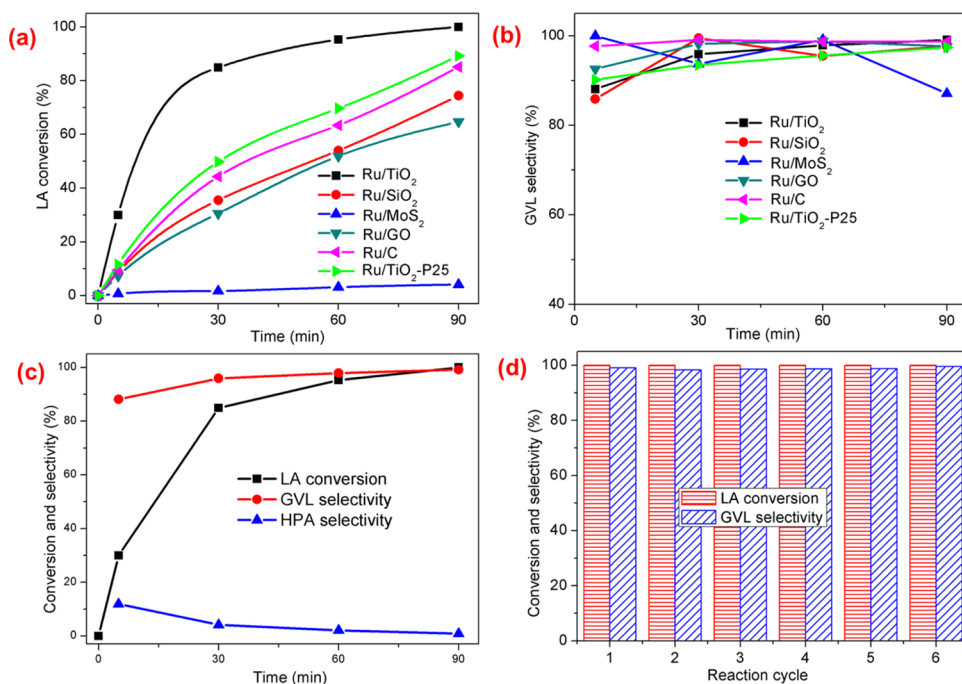 (a)
LA conversion (%)
100
80
60
40
20
0
Ru/TiO₂
Ru/SiO₂
Ru/MoS₂
Ru/GO
Ru/C
Ru/TiO₂-P25
0 30 60 90
Time (min)
(b)
GVL selectivity (%)
100
80
60
40
Ru/TiO₂
Ru/SiO₂
Ru/MoS₂
Ru/GO
Ru/C
Ru/TiO₂-P25
0 30 60 90
Time (min)
(c)
Conversion and selectivity (%)
100
80
60
40
20
0
LA conversion
GVL selectivity
HPA selectivity
0 30 60 90
Time (min)
(d)
Conversion and selectivity (%)
100
80
60
40
20
0
LA conversion
GVL selectivity
1 2 3 4 5 6
Reaction cycle